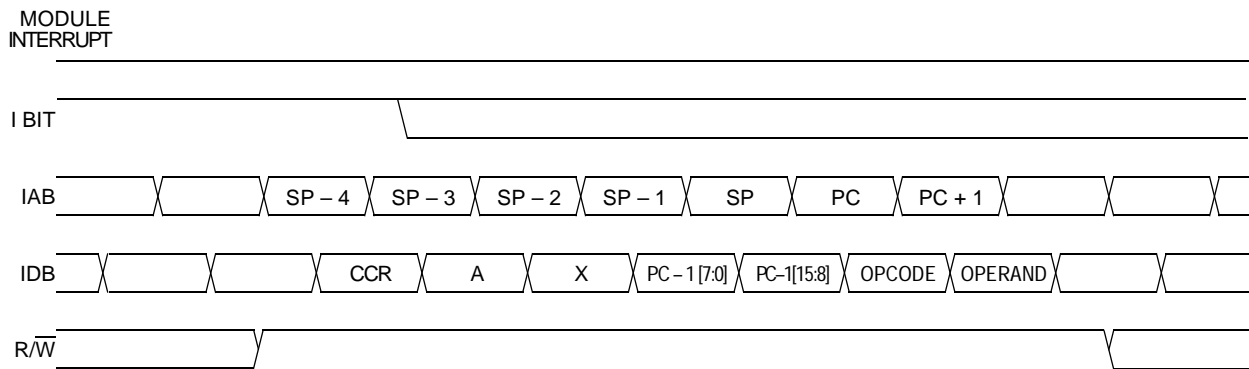 MODULE
INTERRUPT
I BIT
IAB SP – 4 SP – 3 SP – 2 SP – 1 SP PC PC + 1
IDB CCR A X PC – 1 [7:0] PC–1[15:8] OPCODE OPERAND
R/W̅